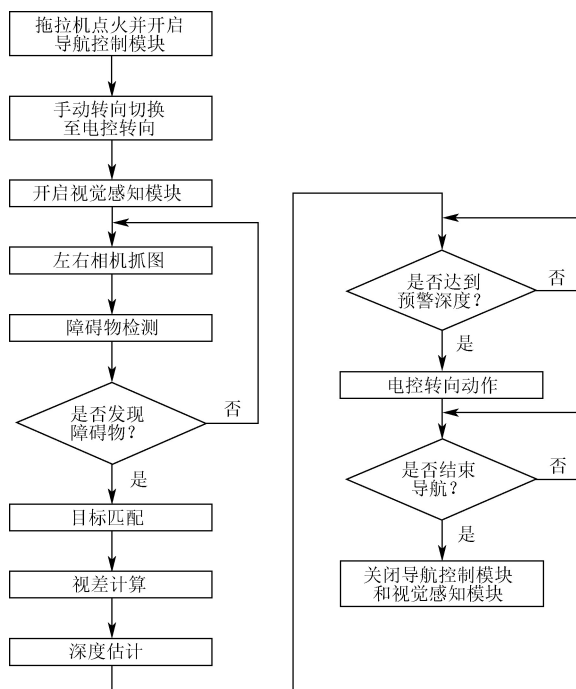 拖拉机点火并开启
导航控制模块
手动转向切换
至电控转向
开启视觉感知模块
左右相机抓图
障碍物检测
是否发现
障碍物？
否
是
目标匹配
视差计算
深度估计
是否达到
预警深度？
否
是
电控转向动作
是否结束
导航？
否
是
关闭导航控制模块
和视觉感知模块